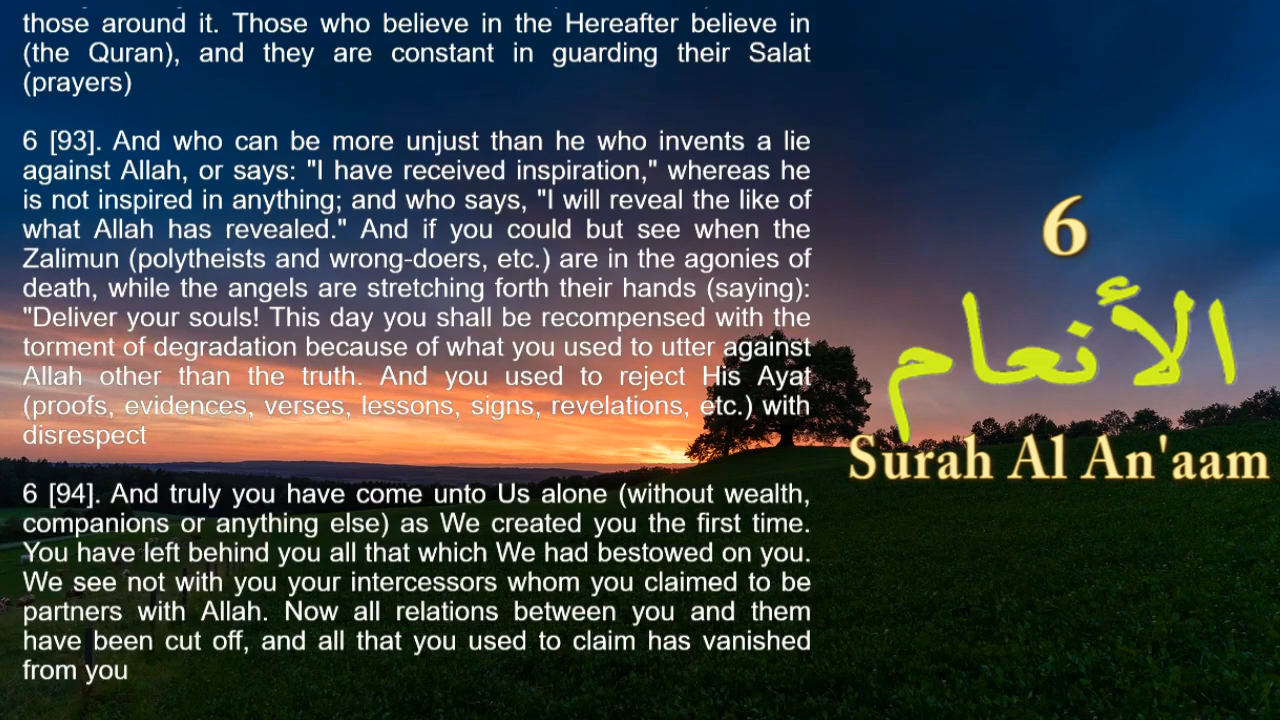 those around it. Those who believe in the Hereafter believe in
(the Quran), and they are constant in guarding their Salat
(prayers)
6 [93]. And who can be more unjust than he who invents a lie
against Allah, or says: "I have received inspiration," whereas he
is not inspired in anything; and who says, "I will reveal the like of
what Allah has revealed." And if you could but see when the
Zalimun (polytheists and wrong-doers, etc.) are in the agonies of
death, while the angels are stretching forth their hands (saying):
"Deliver your souls! This day you shall be recompensed with the
torment of degradation because of what you used to utter against
Allah other than the truth. And you used to reject His Ayat
(proofs, evidences, verses, lessons, signs, revelations, etc.) with
disrespect
6 [94]. And truly you have come unto Us alone (without wealth,
companions or anything else) as We created you the first time.
You have left behind you all that which We had bestowed on you.
We see not with you your intercessors whom you claimed to be
partners with Allah. Now all relations between you and them
have been cut off, and all that you used to claim has vanished
from you
6
الأنعام
Surah Al An'aam